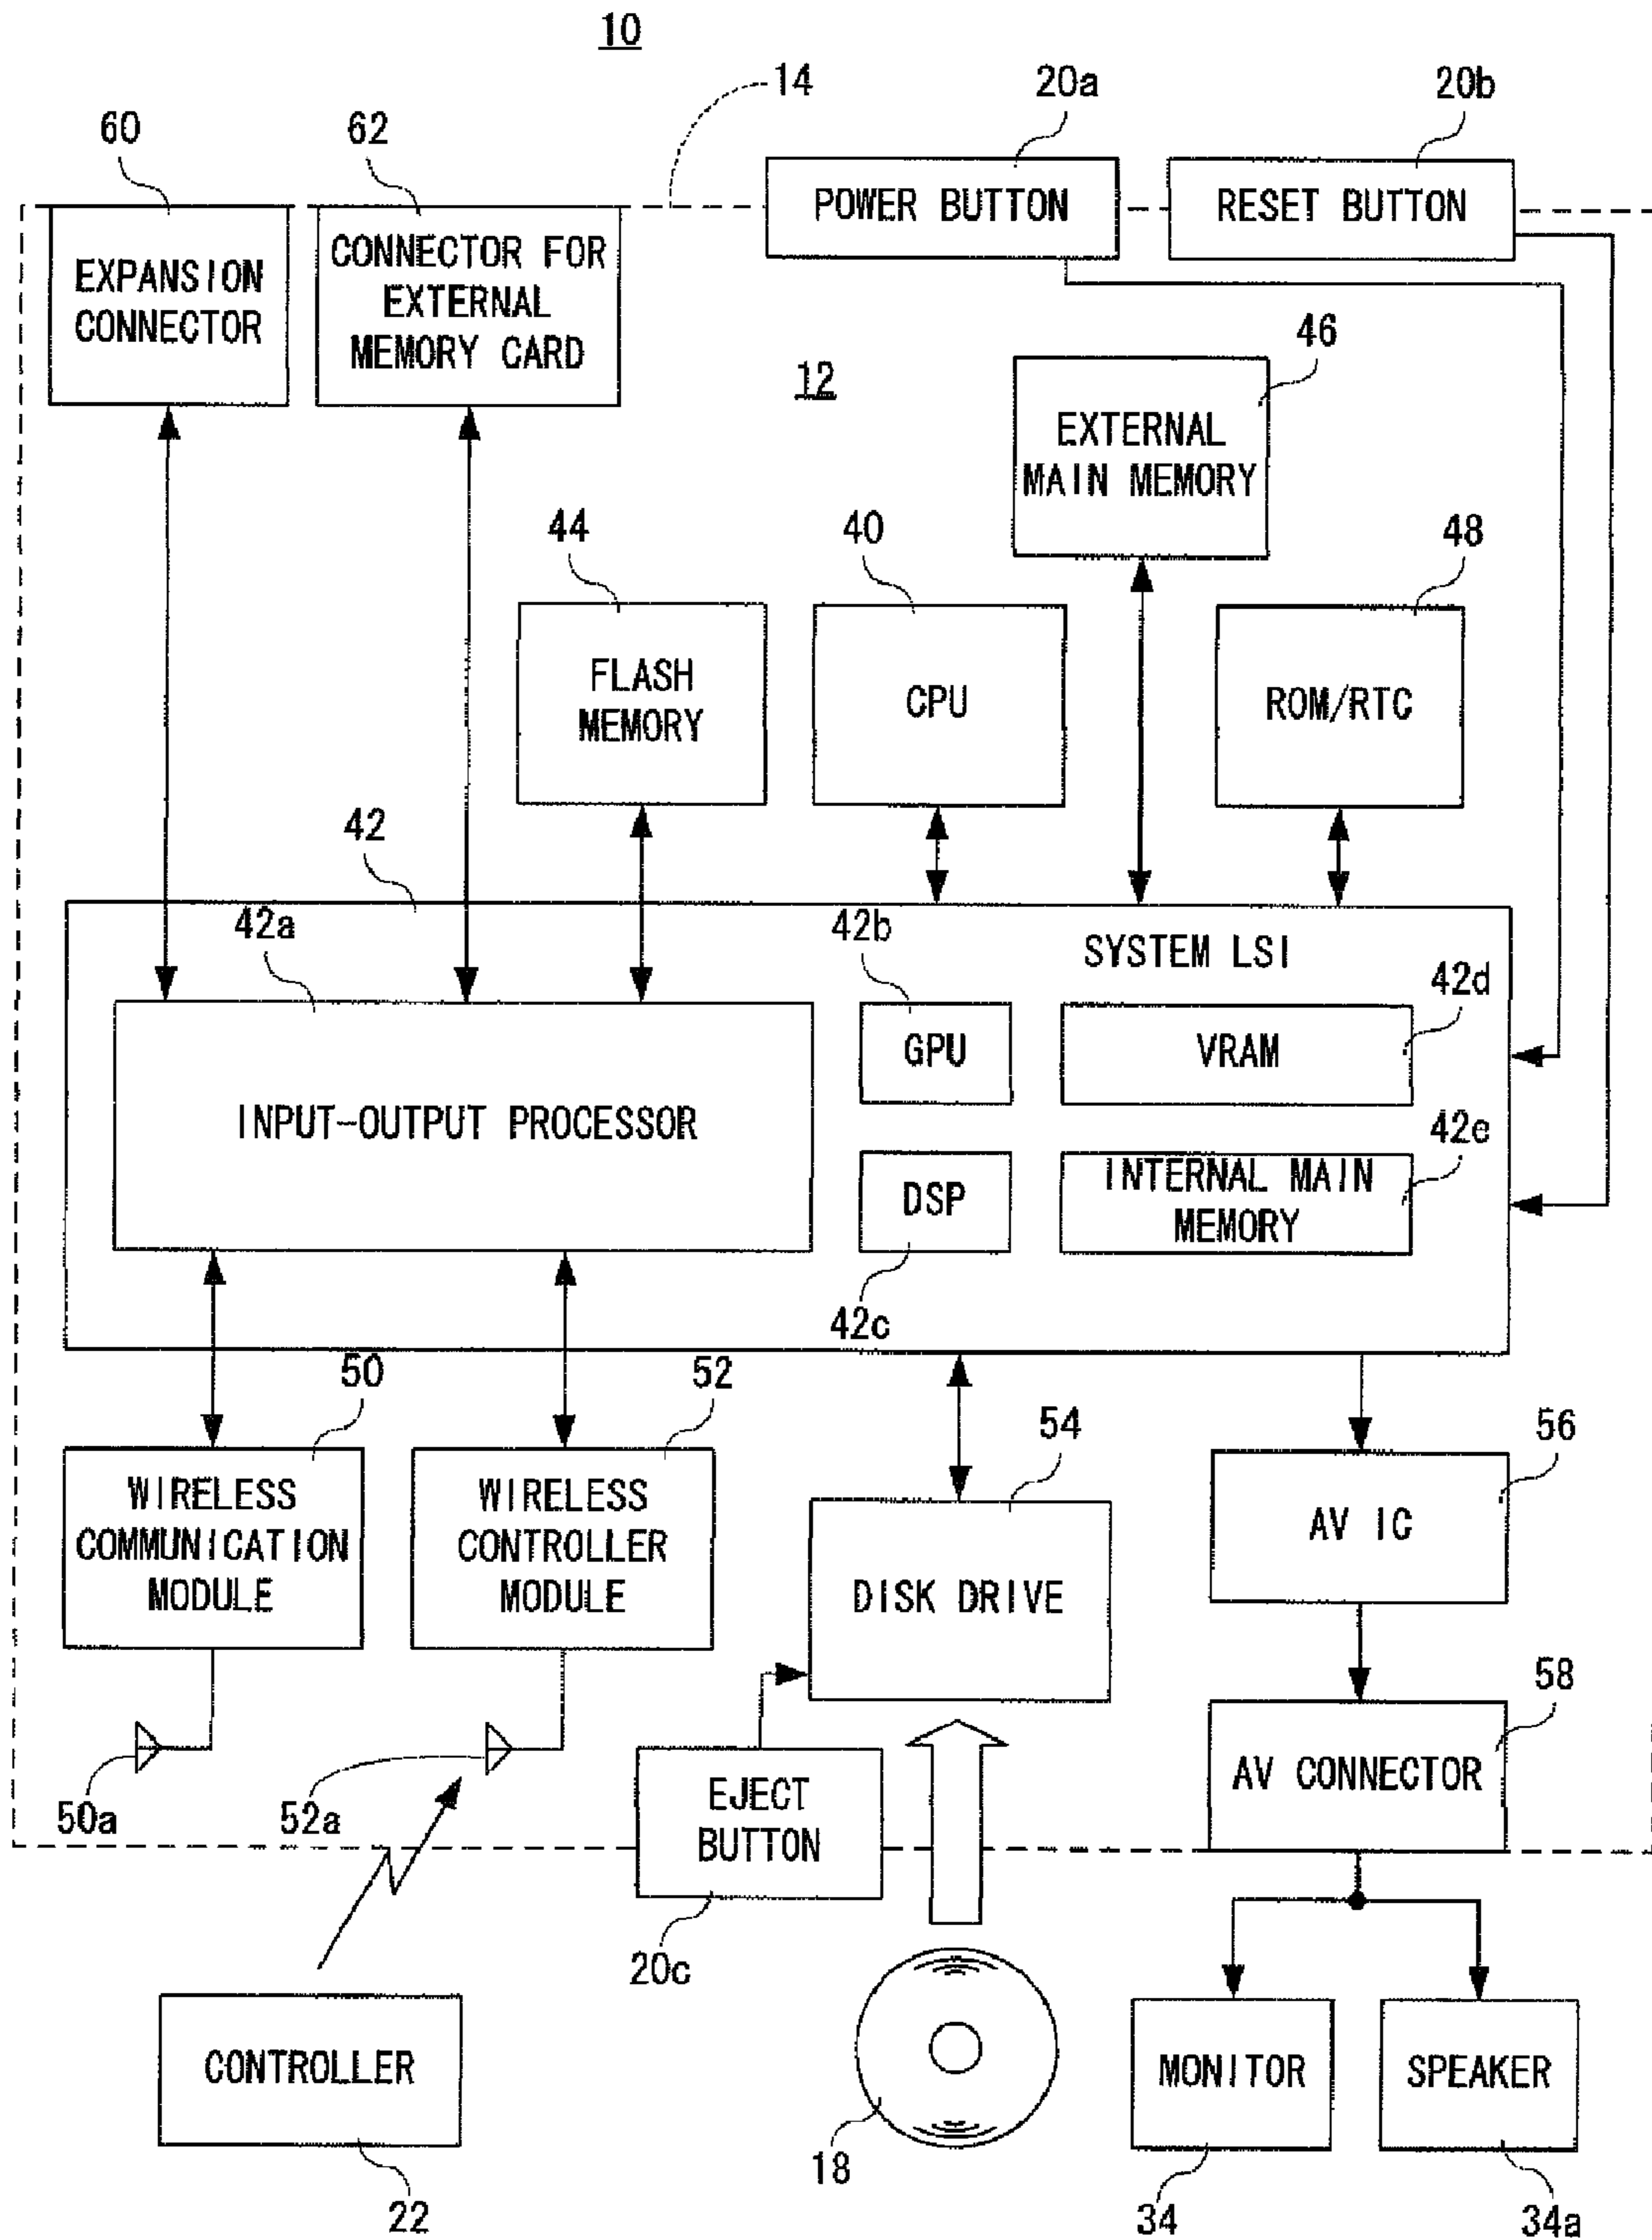 10
14
20a
20b
60
62
POWER BUTTON
RESET BUTTON
EXPANSION
CONNECTOR
CONNECTOR FOR
EXTERNAL
MEMORY CARD
12
46
EXTERNAL
MAIN MEMORY
44
40
48
FLASH
MEMORY
CPU
ROM/RTC
42
42a
42b
SYSTEM LSI
42d
GPU
VRAM
INPUT-OUTPUT PROCESSOR
42e
DSP
INTERNAL MAIN
MEMORY
42c
50
52
54
56
WIRELESS
COMMUNICATION
MODULE
WIRELESS
CONTROLLER
MODULE
DISK DRIVE
AV IC
58
50a
52a
EJECT
BUTTON
AV CONNECTOR
20c
CONTROLLER
MONITOR
SPEAKER
18
22
34
34a